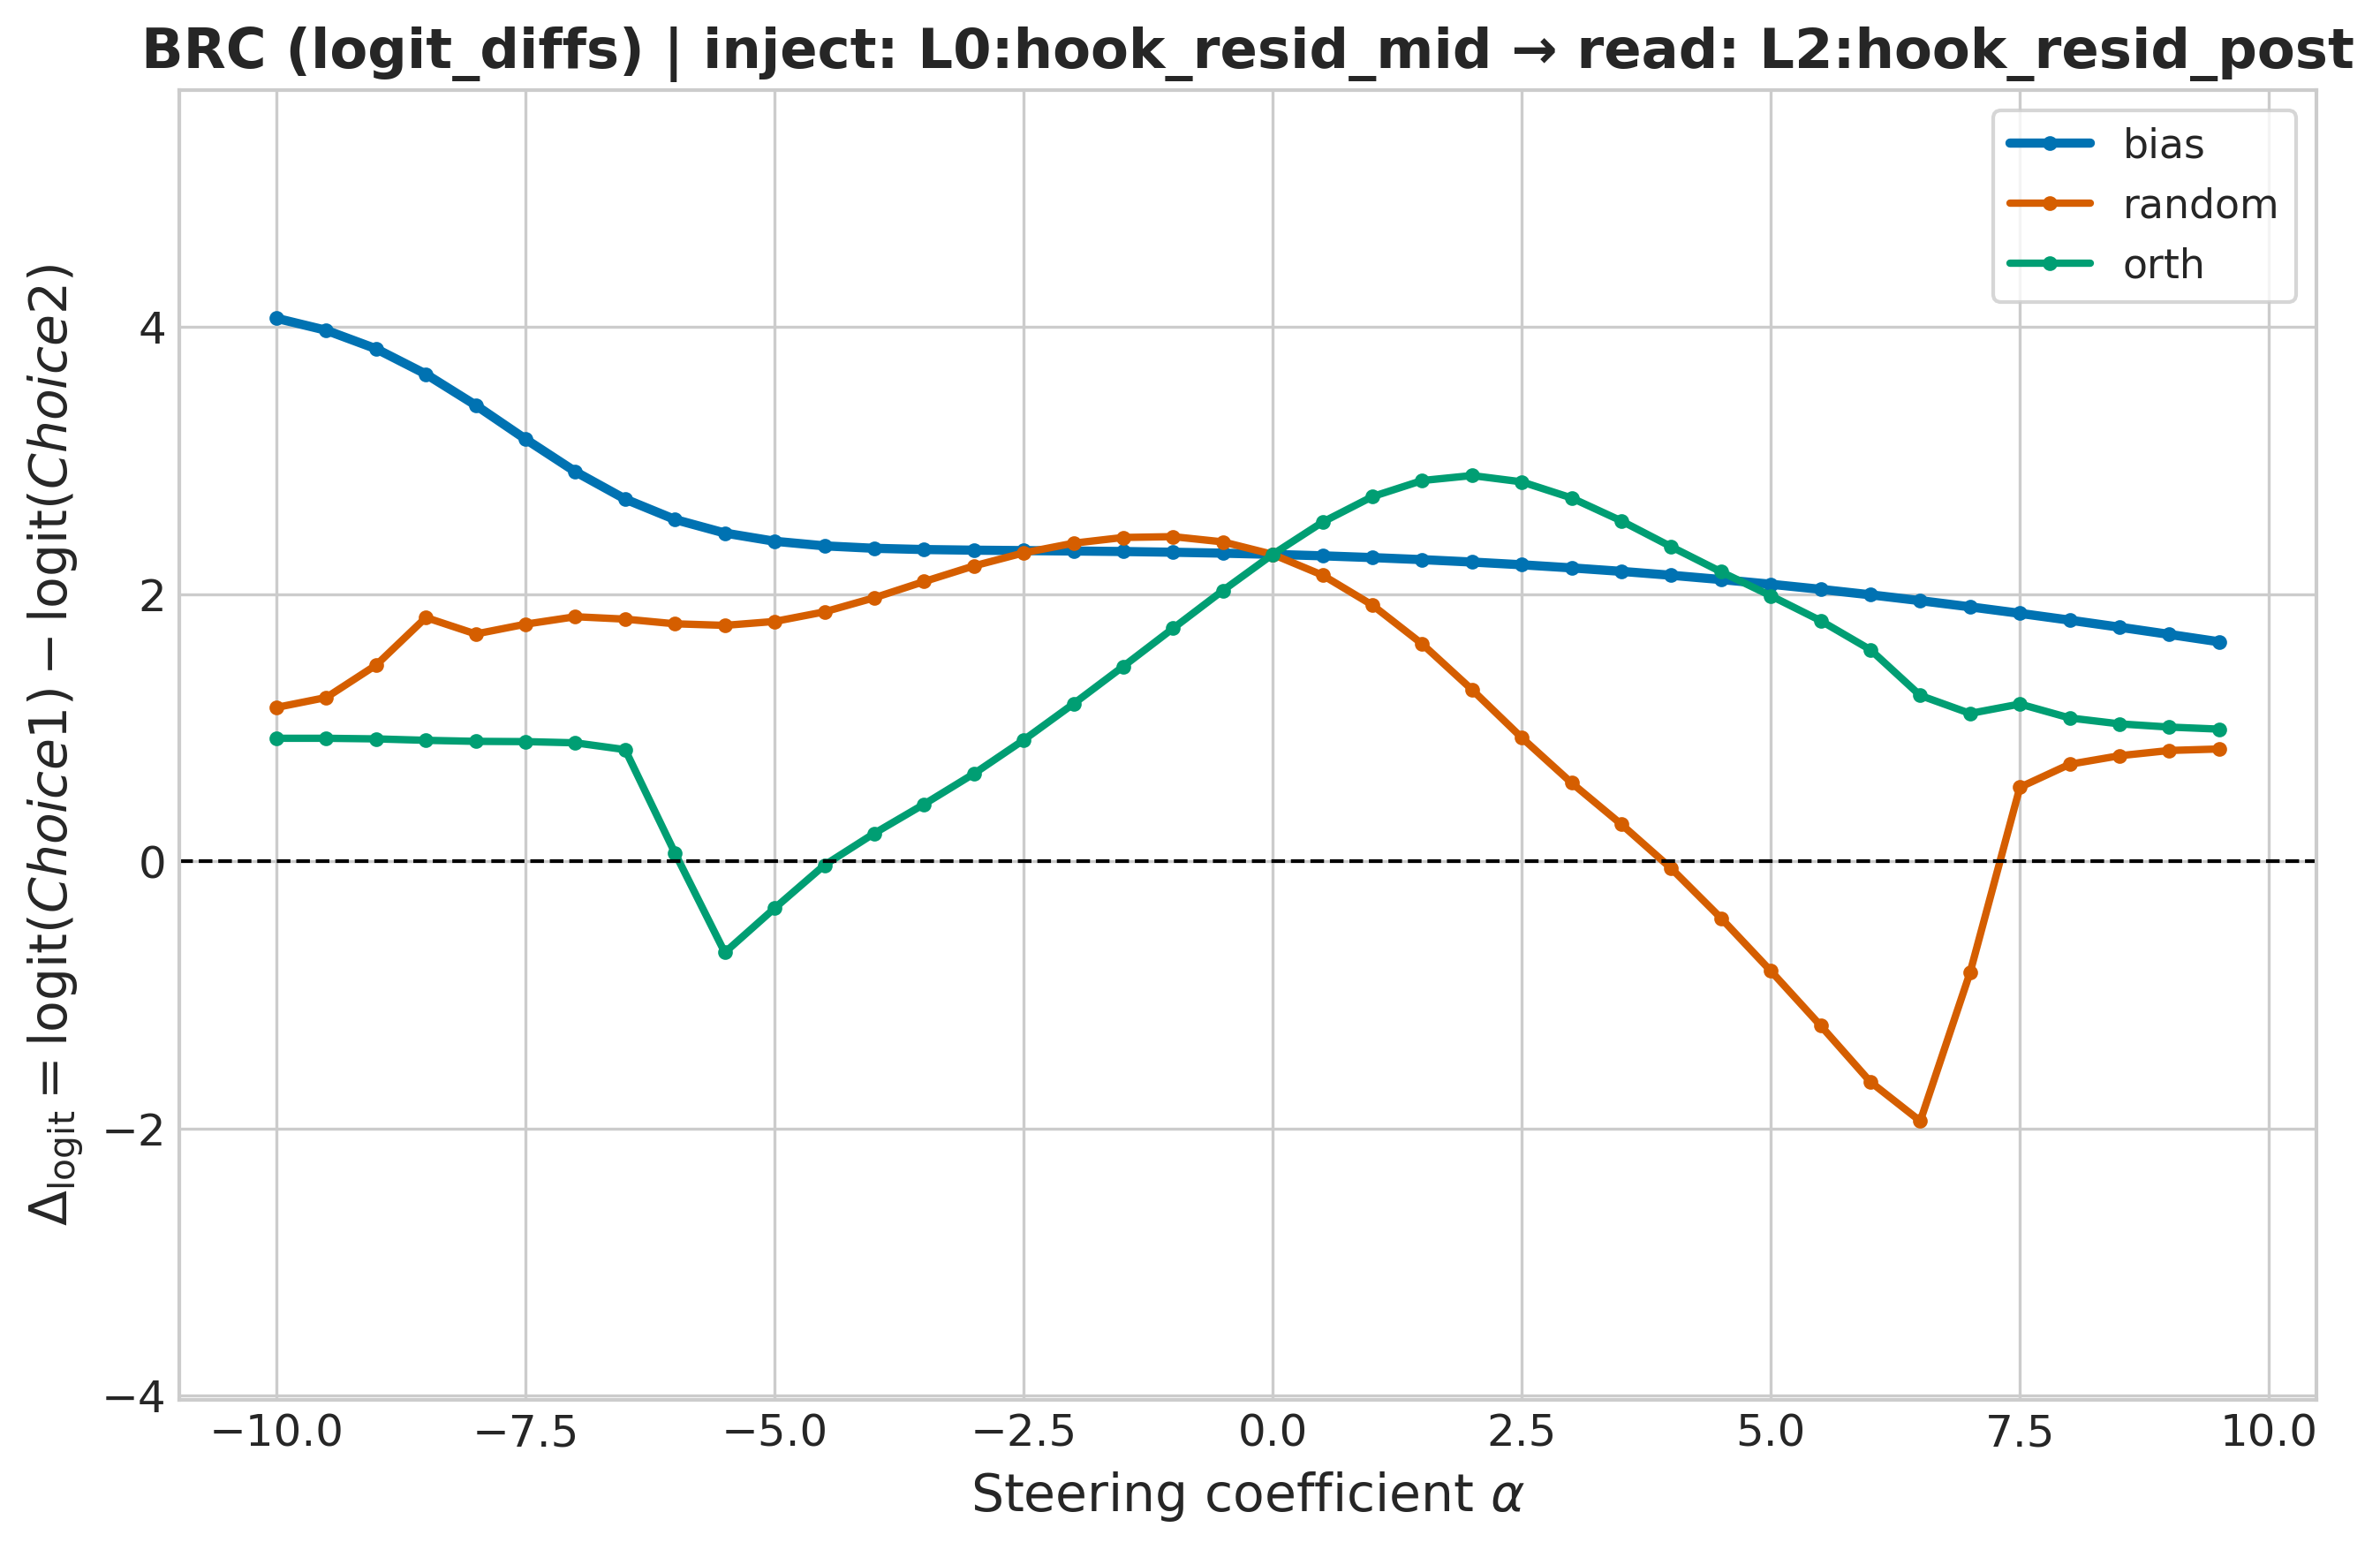 BRC (logit_diffs) | inject: L0:hook_resid_mid → read: L2:hook_resid_post
bias
random
orth
Δlogit = logit(Choice1) − logit(Choice2)
4
2
0
−2
−4
−10.0 −7.5 −5.0 −2.5 0.0 2.5 5.0 7.5 10.0
Steering coefficient α